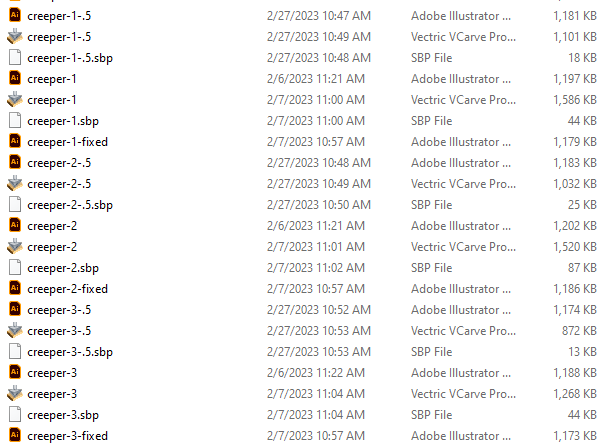 creeper-1-.5 2/27/2023 10:47 AM Adobe Illustrator ... 1,181 KB
creeper-1-.5 2/27/2023 10:49 AM Vectric VCarve Pro... 1,101 KB
creeper-1-.5.sbp 2/27/2023 10:48 AM SBP File 18 KB
creeper-1 2/6/2023 11:21 AM Adobe Illustrator ... 1,197 KB
creeper-1 2/7/2023 11:00 AM Vectric VCarve Pro... 1,586 KB
creeper-1.sbp 2/7/2023 11:00 AM SBP File 44 KB
creeper-1-fixed 2/7/2023 10:57 AM Adobe Illustrator ... 1,179 KB
creeper-2-.5 2/27/2023 10:48 AM Adobe Illustrator ... 1,183 KB
creeper-2-.5 2/27/2023 10:49 AM Vectric VCarve Pro... 1,032 KB
creeper-2-.5.sbp 2/27/2023 10:50 AM SBP File 25 KB
creeper-2 2/6/2023 11:21 AM Adobe Illustrator ... 1,202 KB
creeper-2 2/7/2023 11:01 AM Vectric VCarve Pro... 1,520 KB
creeper-2.sbp 2/7/2023 11:02 AM SBP File 87 KB
creeper-2-fixed 2/7/2023 10:57 AM Adobe Illustrator ... 1,186 KB
creeper-3-.5 2/27/2023 10:52 AM Adobe Illustrator ... 1,174 KB
creeper-3-.5 2/27/2023 10:53 AM Vectric VCarve Pro... 872 KB
creeper-3-.5.sbp 2/27/2023 10:53 AM SBP File 13 KB
creeper-3 2/6/2023 11:22 AM Adobe Illustrator ... 1,188 KB
creeper-3 2/7/2023 11:04 AM Vectric VCarve Pro... 1,268 KB
creeper-3.sbp 2/7/2023 11:04 AM SBP File 44 KB
creeper-3-fixed 2/7/2023 10:57 AM Adobe Illustrator ... 1,173 KB